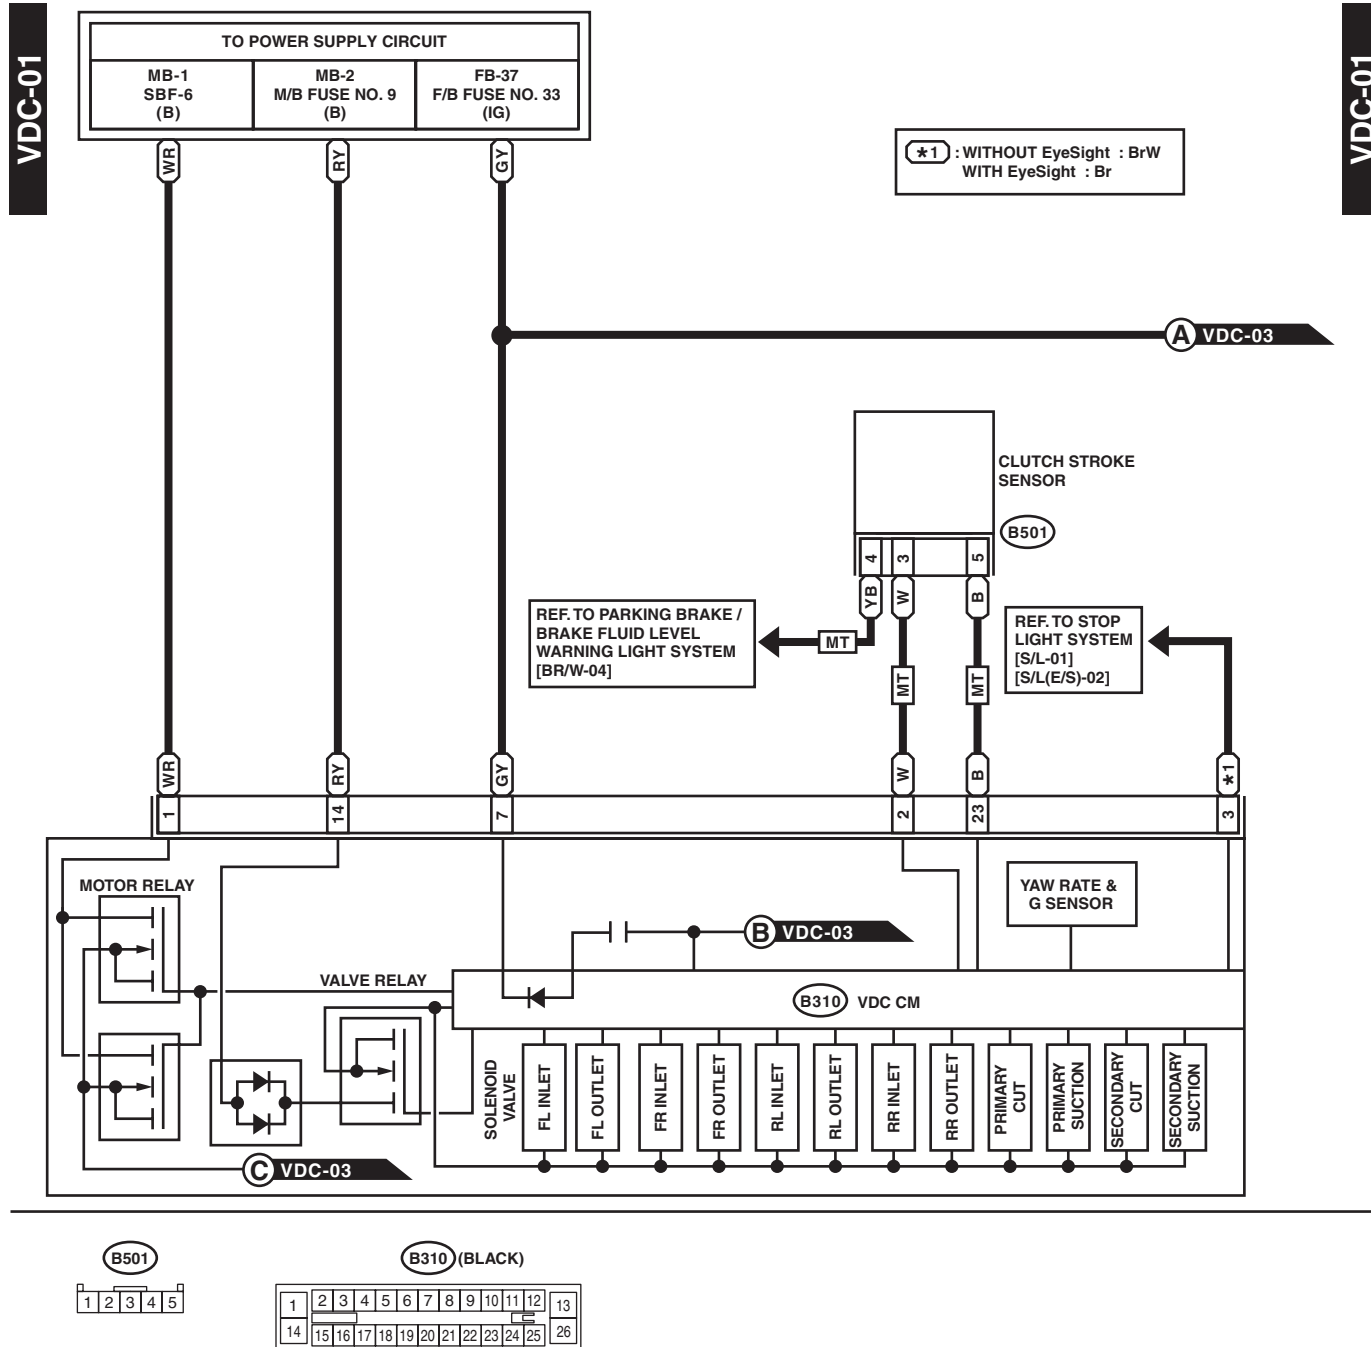 VDC-01
VDC-01
TO POWER SUPPLY CIRCUIT
MB-1
SBF-6
(B)
MB-2
M/B FUSE NO. 9
(B)
FB-37
F/B FUSE NO. 33
(IG)
WR
RY
GY
*1 : WITHOUT EyeSight : BrW
WITH EyeSight : Br
A VDC-03
CLUTCH STROKE
SENSOR
B501
4
3
5
YB
W
B
REF. TO PARKING BRAKE /
BRAKE FLUID LEVEL
WARNING LIGHT SYSTEM
[BR/W-04]
MT
MT
MT
REF. TO STOP
LIGHT SYSTEM
[S/L-01]
[S/L(E/S)-02]
WR
RY
GY
W
B
*1
1
14
7
2
23
3
MOTOR RELAY
YAW RATE &
G SENSOR
B VDC-03
VALVE RELAY
B310 VDC CM
SOLENOID
VALVE
FL INLET
FL OUTLET
FR INLET
FR OUTLET
RL INLET
RL OUTLET
RR INLET
RR OUTLET
PRIMARY
CUT
PRIMARY
SUCTION
SECONDARY
CUT
SECONDARY
SUCTION
C VDC-03
B501
1 2 3 4 5
B310 (BLACK)
1 2 3 4 5 6 7 8 9 10 11 12 13
14 15 16 17 18 19 20 21 22 23 24 25 26